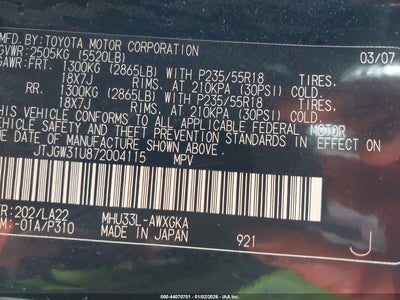 MFD.BY:TOYOTA MOTOR CORPORATION 03/07
GVWR:2505KG (5520LB)
GAWR:FRT. 1300KG (2865LB) WITH P235/55R18 TIRES.
18X7J RIMS, AT 210KPA (30PSI) COLD.
RR. 1300KG (2865LB) WITH P235/55R18 TIRES.
18X7J RIMS, AT 210KPA (30PSI) COLD.
THIS VEHICLE CONFORMS TO ALL APPLICABLE FEDERAL MOTOR
VEHICLE SAFETY AND THEFT PREVENTION STANDARDS IN EFFECT
DATE OF MANUFACTURE SHOWN ABOVE.
JTJGW31U872004115 MPV
TR:202/LA22 MHU33L-AWXGKA
-01A/P310 MADE IN JAPAN 921 J
000-44070701 - 01/02/2026 - IAA Inc.